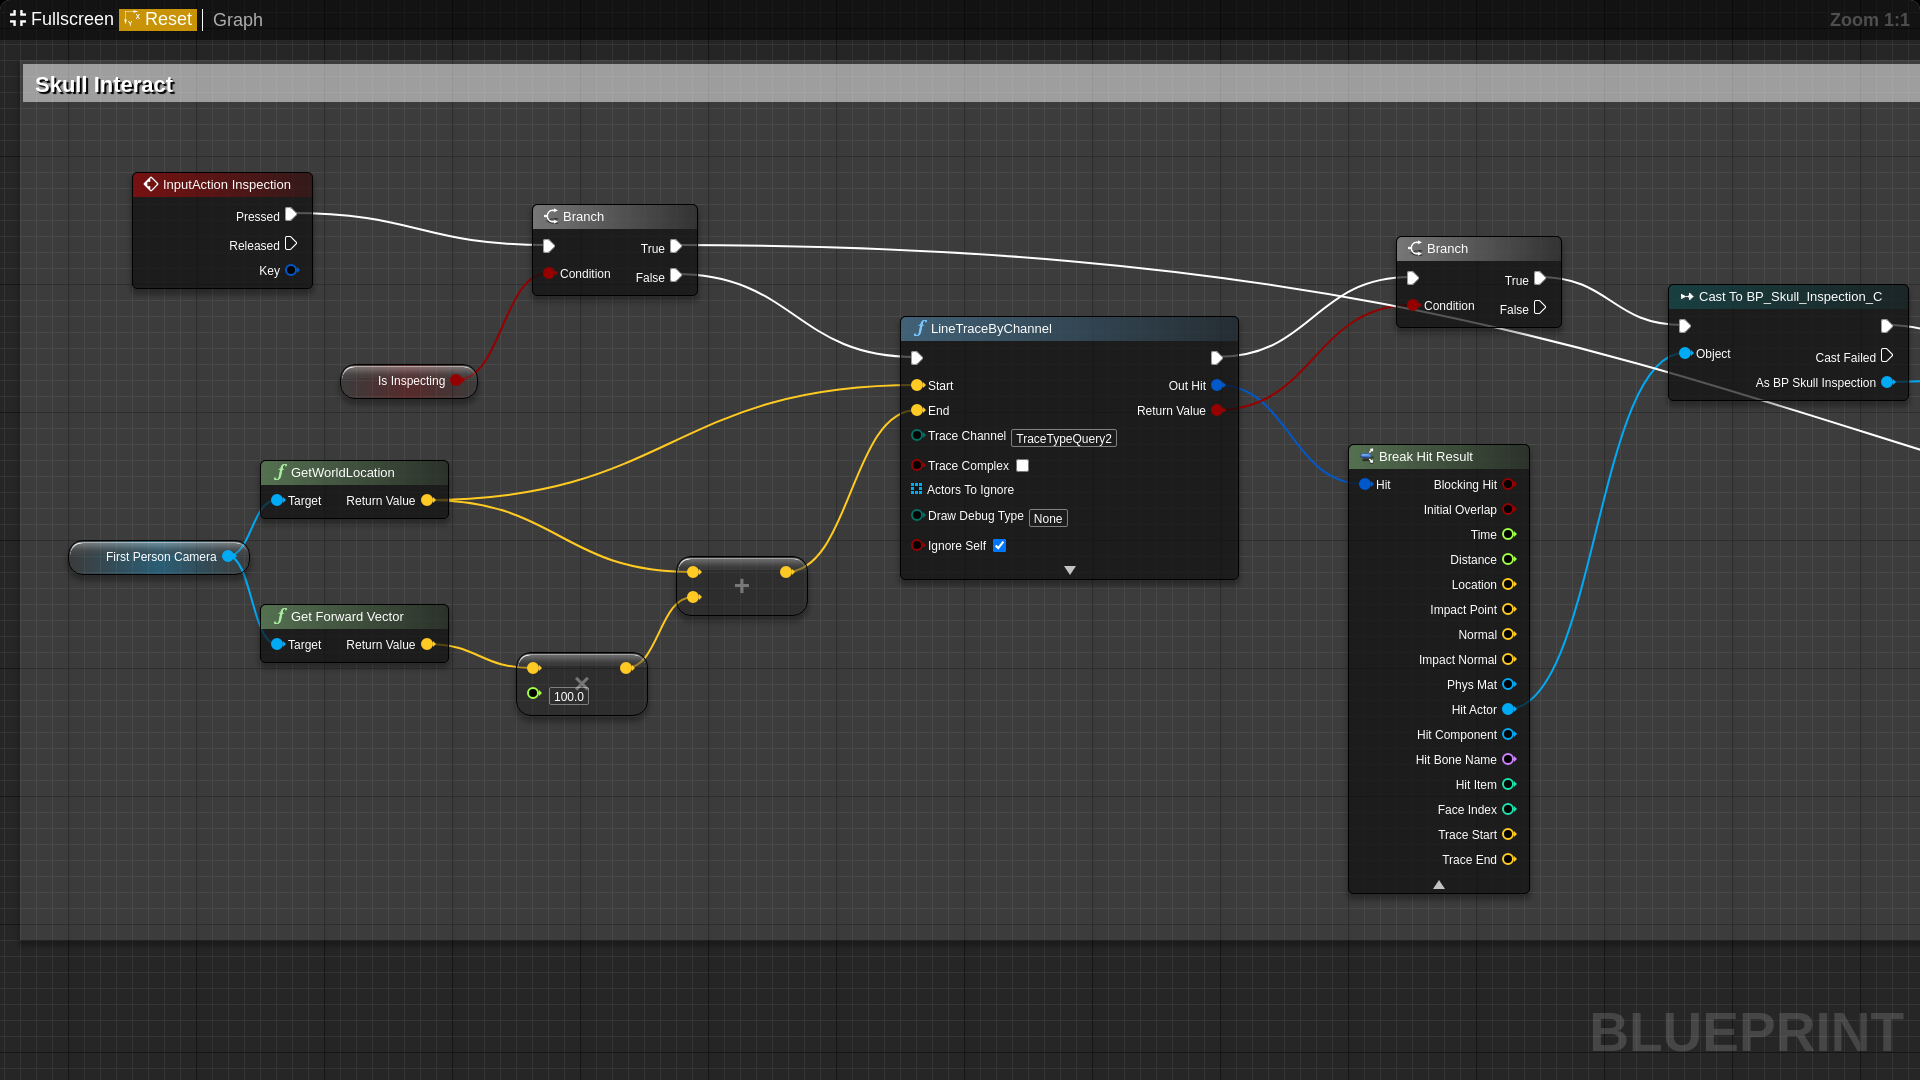 Fullscreen Reset Graph Zoom 1:1
Skull Interact
InputAction Inspection
Pressed
Released
Key
Branch
True
Condition
False
Is Inspecting
GetWorldLocation
Target Return Value
First Person Camera
Get Forward Vector
Target Return Value
+
×
100.0
LineTraceByChannel
Start Out Hit
End Return Value
Trace Channel TraceTypeQuery2
Trace Complex
Actors To Ignore
Draw Debug Type None
Ignore Self
Branch
True
Condition False
Break Hit Result
Hit Blocking Hit
Initial Overlap
Time
Distance
Location
Impact Point
Normal
Impact Normal
Phys Mat
Hit Actor
Hit Component
Hit Bone Name
Hit Item
Face Index
Trace Start
Trace End
Cast To BP_Skull_Inspection_C
Object Cast Failed
As BP Skull Inspection
BLUEPRINT